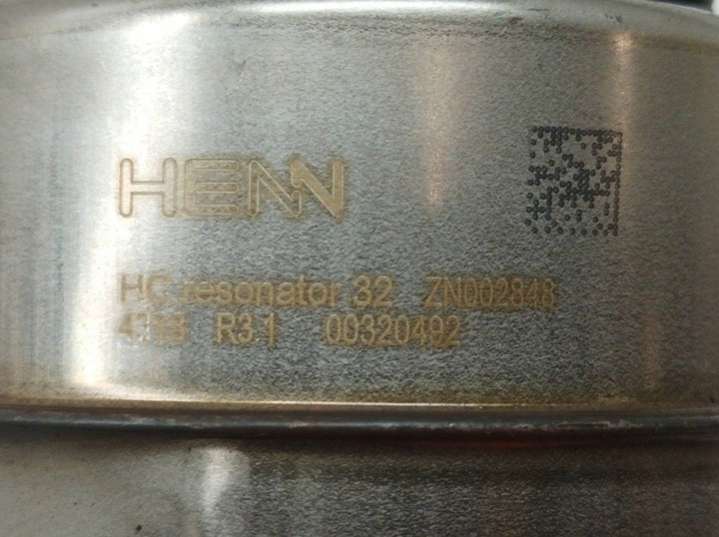 HENN
HC resonator 32 ZN002848
R3.1 00320492